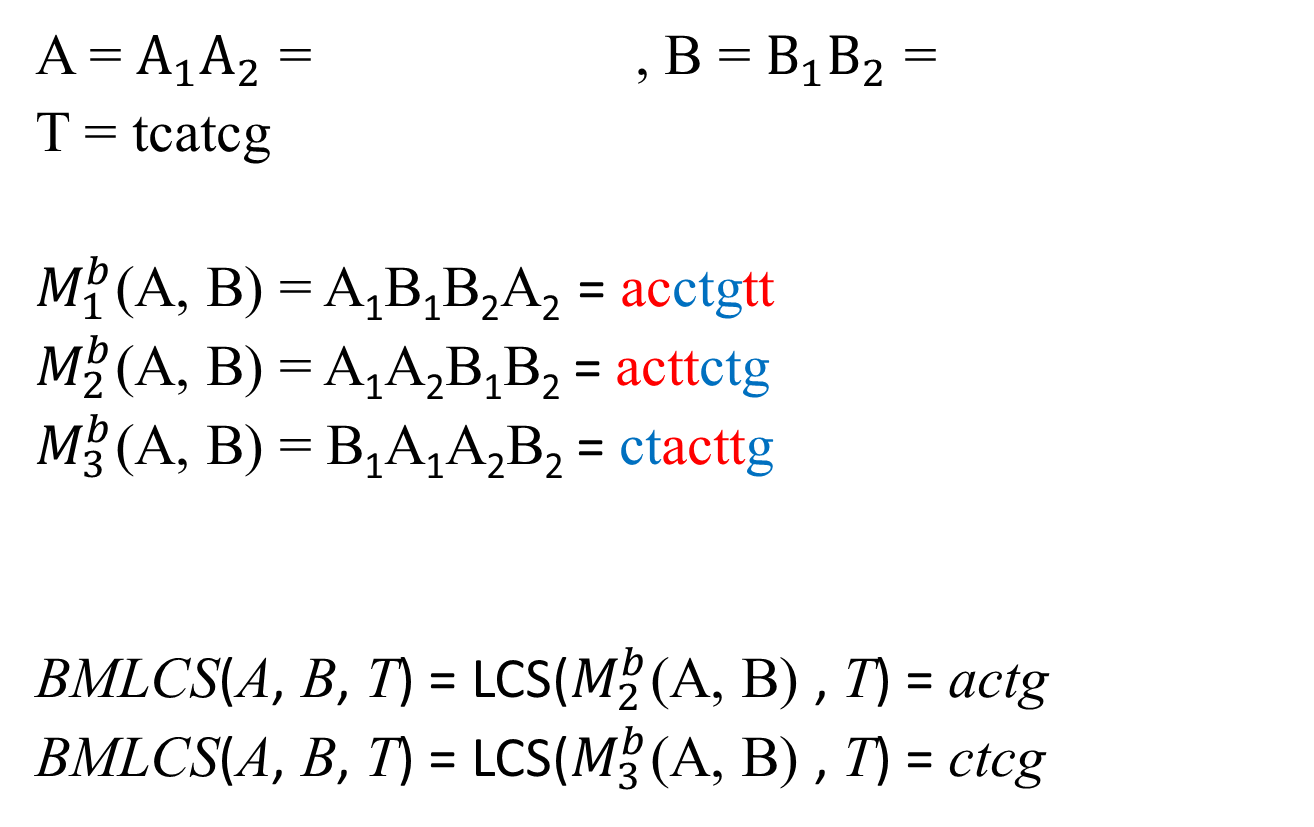 A = A₁A₂ = , B = B₁B₂ =
T = tcatcg
M₁ᵇ(A, B) = A₁B₁B₂A₂ = acctgtt
M₂ᵇ(A, B) = A₁A₂B₁B₂ = acttctg
M₃ᵇ(A, B) = B₁A₁A₂B₂ = ctacttg
BMLCS(A, B, T) = LCS(M₂ᵇ(A, B) , T) = actg
BMLCS(A, B, T) = LCS(M₃ᵇ(A, B) , T) = ctcg